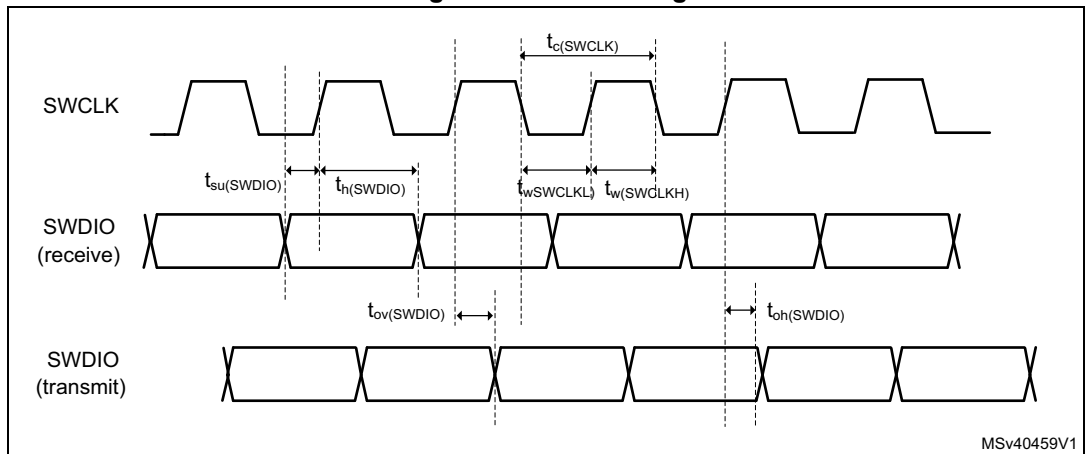 tc(SWCLK)
SWCLK
tsu(SWDIO)
th(SWDIO)
twSWCLKL)
tw(SWCLKH)
SWDIO
(receive)
tov(SWDIO)
toh(SWDIO)
SWDIO
(transmit)
MSv40459V1